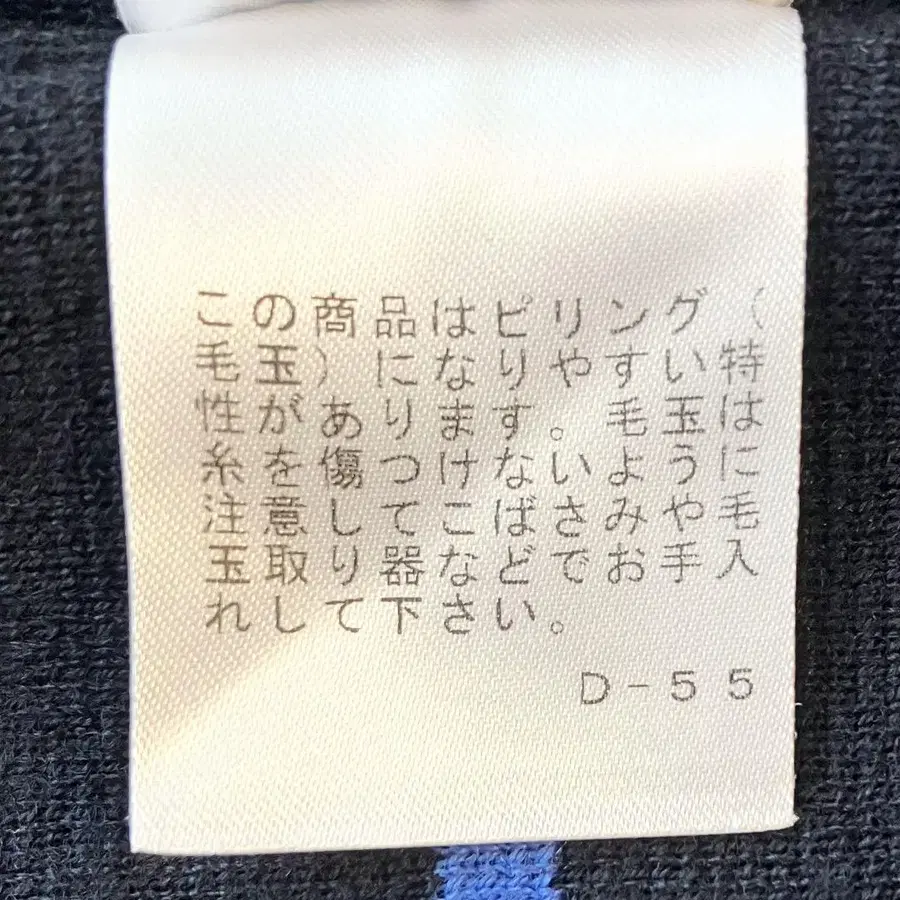 この商品はピリング（
毛玉）になりやすい特
性があります。毛玉は
糸を傷つけないように
注意してこばさみや毛
玉取り器などでお手入
れして下さい。
D-55